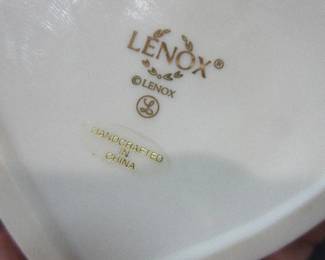 LENOX®
©LENOX
L
HANDCRAFTED
IN
CHINA